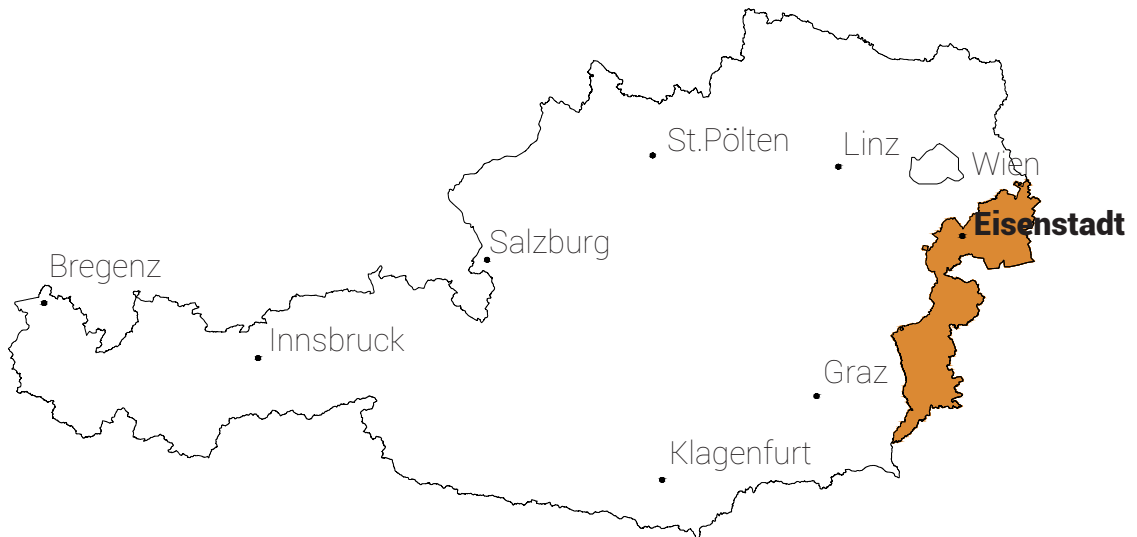 St.Pölten
Linz
Wien
Eisenstadt
Salzburg
Bregenz
Innsbruck
Graz
Klagenfurt